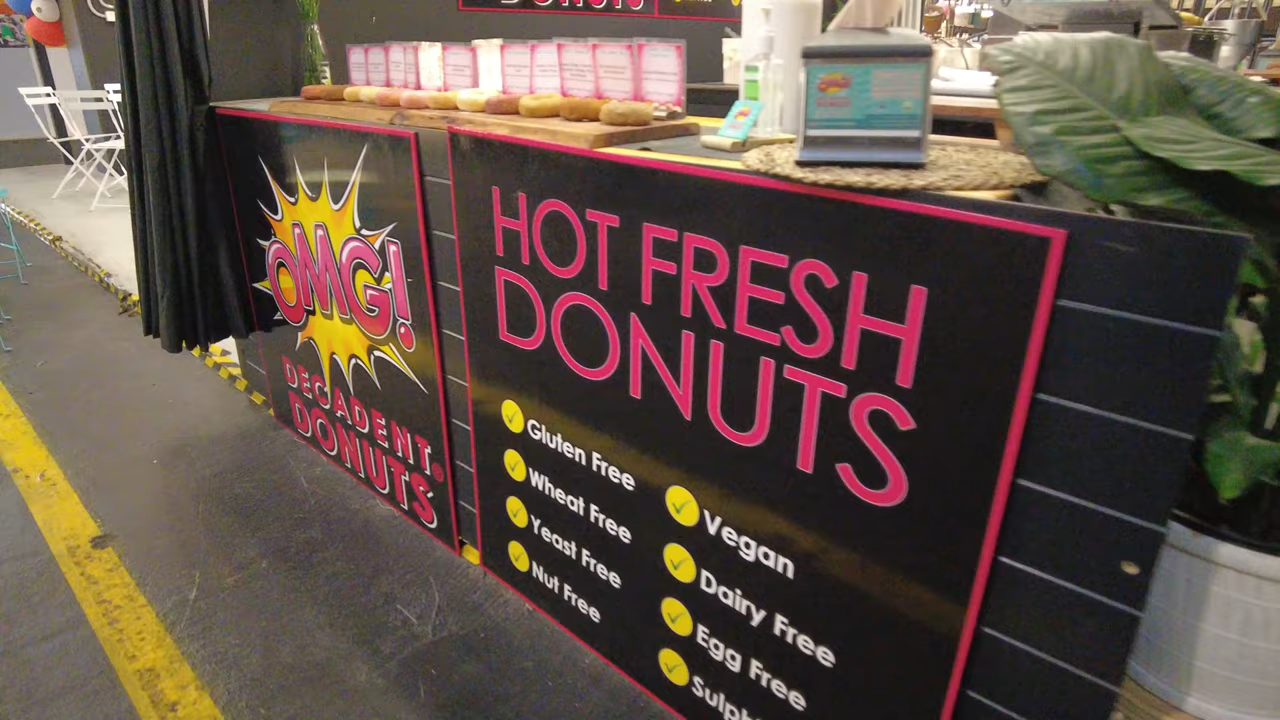 DONUTS
OMG!
DECADENT
DONUTS®
HOT FRESH
DONUTS
Gluten Free
Wheat Free
Yeast Free
Nut Free
Vegan
Dairy Free
Egg Free